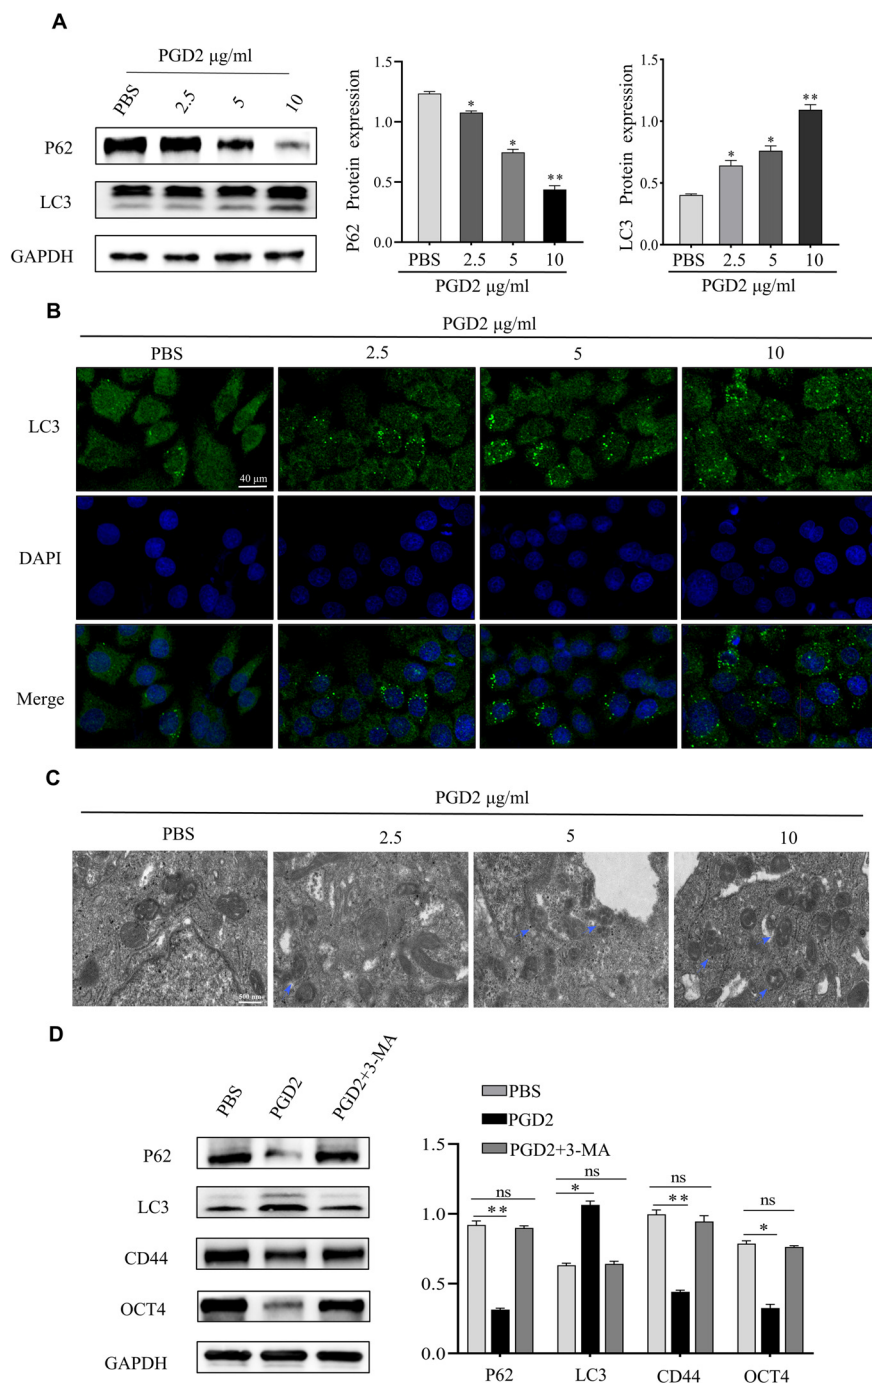 A
PGD2 μg/ml
PBS 2.5 5 10
P62
LC3
GAPDH
P62 Protein expression
1.5
1.0
0.5
0.0
* * **
PBS 2.5 5 10
PGD2 μg/ml
LC3 Protein expression
1.5
1.0
0.5
0.0
* * **
PBS 2.5 5 10
PGD2 μg/ml
B
PGD2 μg/ml
PBS 2.5 5 10
LC3
40 μm
DAPI
Merge
C
PGD2 μg/ml
PBS 2.5 5 10
500 nm
D
PBS PGD2 PGD2+3-MA
P62
LC3
CD44
OCT4
GAPDH
PBS
PGD2
PGD2+3-MA
1.5
1.0
0.5
0.0
ns ns ns ns
** * ** *
P62 LC3 CD44 OCT4